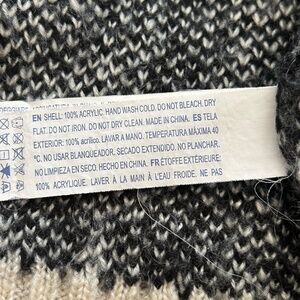 EN SHELL: 100% ACRYLIC. HAND WASH COLD. DO NOT BLEACH. DRY
FLAT. DO NOT IRON. DO NOT DRY CLEAN. MADE IN CHINA. ES TELA
EXTERIOR: 100% acrílico. LAVAR A MANO. TEMPERATURA MÁXIMA 40
°C. NO USAR BLANQUEADOR, SECADO EXTENDIDO. NO PLANCHAR.
NO LIMPIEZA EN SECO. HECHO EN CHINA. FR ÉTOFFE EXTÉRIEURE:
100% ACRYLIQUE. LAVER À LA MAIN À L'EAU FROIDE. NE PAS